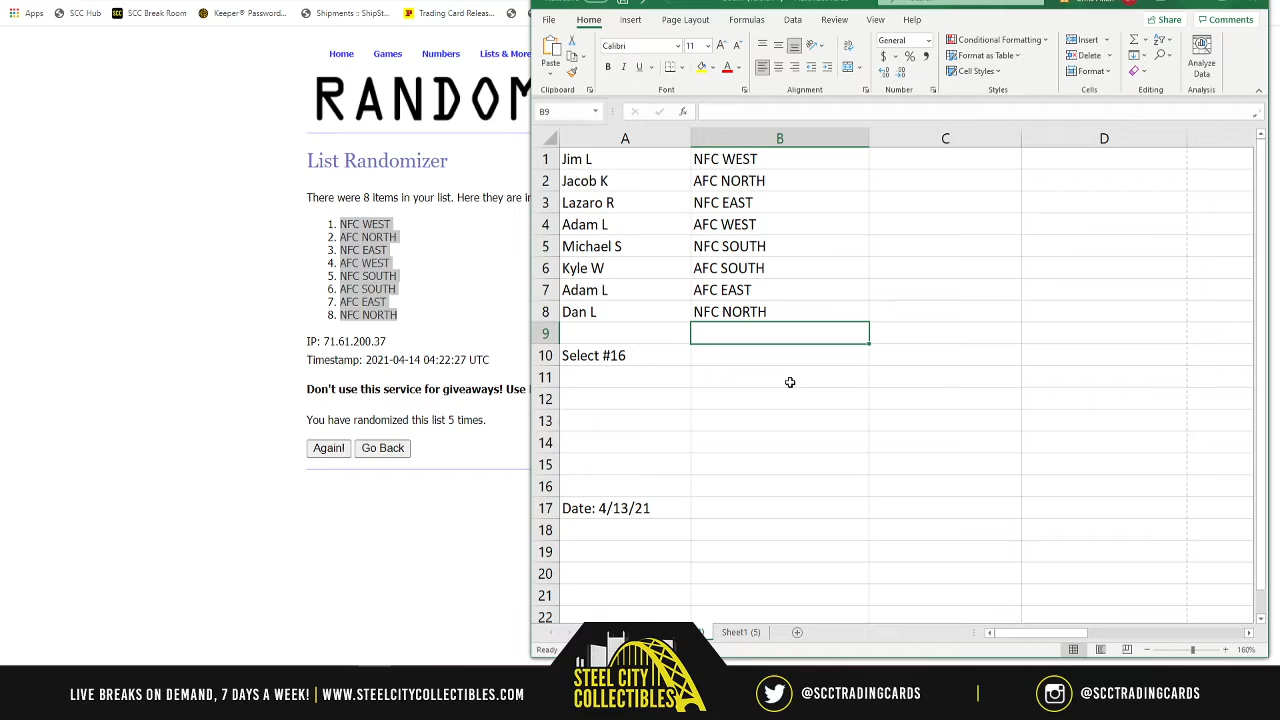 Apps SCC Hub SCC Break Room Keeper® Password... Shipments :: ShipSt... Trading Card Releas...
Home Games Numbers Lists & More
RANDOM
List Randomizer
There were 8 items in your list. Here they are in
1. NFC WEST
2. AFC NORTH
3. NFC EAST
4. AFC WEST
5. NFC SOUTH
6. AFC SOUTH
7. AFC EAST
8. NFC NORTH
IP: 71.61.200.37
Timestamp: 2021-04-14 04:22:27 UTC
Don't use this service for giveaways! Use
You have randomized this list 5 times.
Again! Go Back
File Home Insert Page Layout Formulas Data Review View Help Share Comments
Paste
Calibri 11
B I U
General
$ % 9
Conditional Formatting
Format as Table
Cell Styles
Insert
Delete
Format
Analyze
Data
Clipboard Font Alignment Number Styles Cells Editing Analysis
B9 fx
A B C D
1 Jim L NFC WEST
2 Jacob K AFC NORTH
3 Lazaro R NFC EAST
4 Adam L AFC WEST
5 Michael S NFC SOUTH
6 Kyle W AFC SOUTH
7 Adam L AFC EAST
8 Dan L NFC NORTH
9
10 Select #16
11
12
13
14
15
16
17 Date: 4/13/21
18
19
20
21
22
Sheet1 (5)
Ready 160%
LIVE BREAKS ON DEMAND, 7 DAYS A WEEK! | WWW.STEELCITYCOLLECTIBLES.COM
STEEL CITY
COLLECTIBLES
@SCCTRADINGCARDS | @SCCTRADINGCARDS